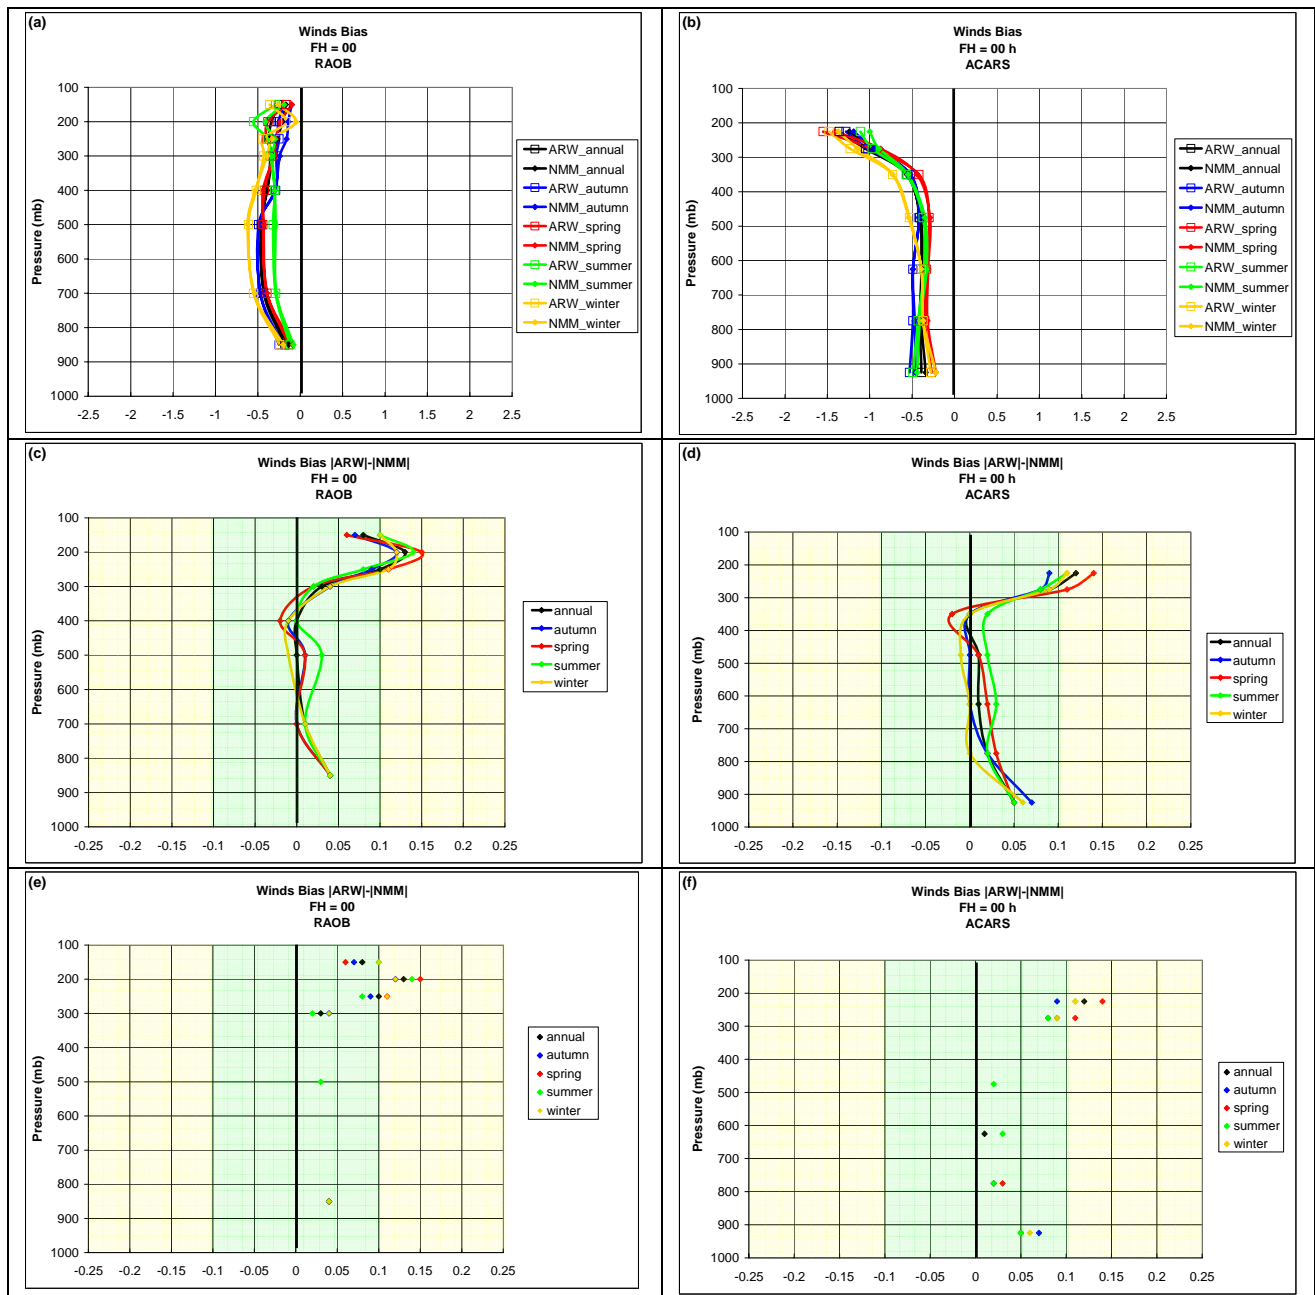 (a)
Winds Bias
FH = 00
RAOB
100
200
300
400
500
600
700
800
900
1000
Pressure (mb)
-2.5 -2 -1.5 -1 -0.5 0 0.5 1 1.5 2 2.5
ARW_annual
NMM_annual
ARW_autumn
NMM_autumn
ARW_spring
NMM_spring
ARW_summer
NMM_summer
ARW_winter
NMM_winter
(b)
Winds Bias
FH = 00 h
ACARS
100
200
300
400
500
600
700
800
900
1000
Pressure (mb)
-2.5 -2 -1.5 -1 -0.5 0 0.5 1 1.5 2 2.5
ARW_annual
NMM_annual
ARW_autumn
NMM_autumn
ARW_spring
NMM_spring
ARW_summer
NMM_summer
ARW_winter
NMM_winter
(c)
Winds Bias |ARW|-|NMM|
FH = 00
RAOB
100
200
300
400
500
600
700
800
900
1000
Pressure (mb)
-0.25 -0.2 -0.15 -0.1 -0.05 0 0.05 0.1 0.15 0.2 0.25
annual
autumn
spring
summer
winter
(d)
Winds Bias |ARW|-|NMM|
FH = 00 h
ACARS
100
200
300
400
500
600
700
800
900
1000
Pressure (mb)
-0.25 -0.2 -0.15 -0.1 -0.05 0 0.05 0.1 0.15 0.2 0.25
annual
autumn
spring
summer
winter
(e)
Winds Bias |ARW|-|NMM|
FH = 00
RAOB
100
200
300
400
500
600
700
800
900
1000
Pressure (mb)
-0.25 -0.2 -0.15 -0.1 -0.05 0 0.05 0.1 0.15 0.2 0.25
annual
autumn
spring
summer
winter
(f)
Winds Bias |ARW|-|NMM|
FH = 00 h
ACARS
100
200
300
400
500
600
700
800
900
1000
Pressure (mb)
-0.25 -0.2 -0.15 -0.1 -0.05 0 0.05 0.1 0.15 0.2 0.25
annual
autumn
spring
summer
winter